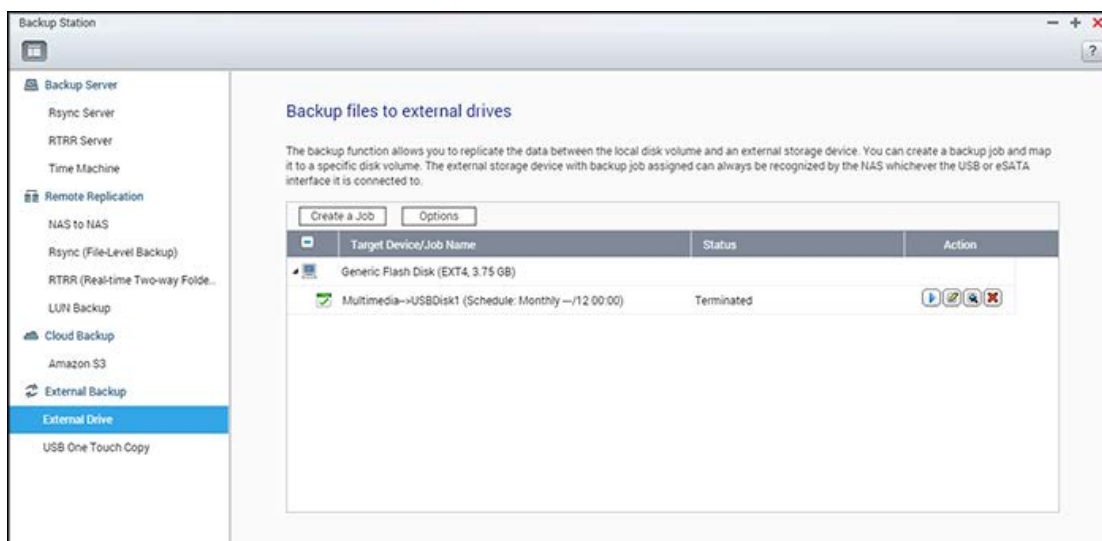 Backup Station
?
Backup Server
Rsync Server
RTRR Server
Time Machine
Remote Replication
NAS to NAS
Rsync (File-Level Backup)
RTRR (Real-time Two-way Folde...
LUN Backup
Cloud Backup
Amazon S3
External Backup
External Drive
USB One Touch Copy
Backup files to external drives
The backup function allows you to replicate the data between the local disk volume and an external storage device. You can create a backup job and map
it to a specific disk volume. The external storage device with backup job assigned can always be recognized by the NAS whichever the USB or eSATA
interface it is connected to.
Create a Job Options
Target Device/Job Name Status Action
Generic Flash Disk (EXT4, 3.75 GB)
Multimedia-->USBDisk1 (Schedule: Monthly --/12 00:00) Terminated